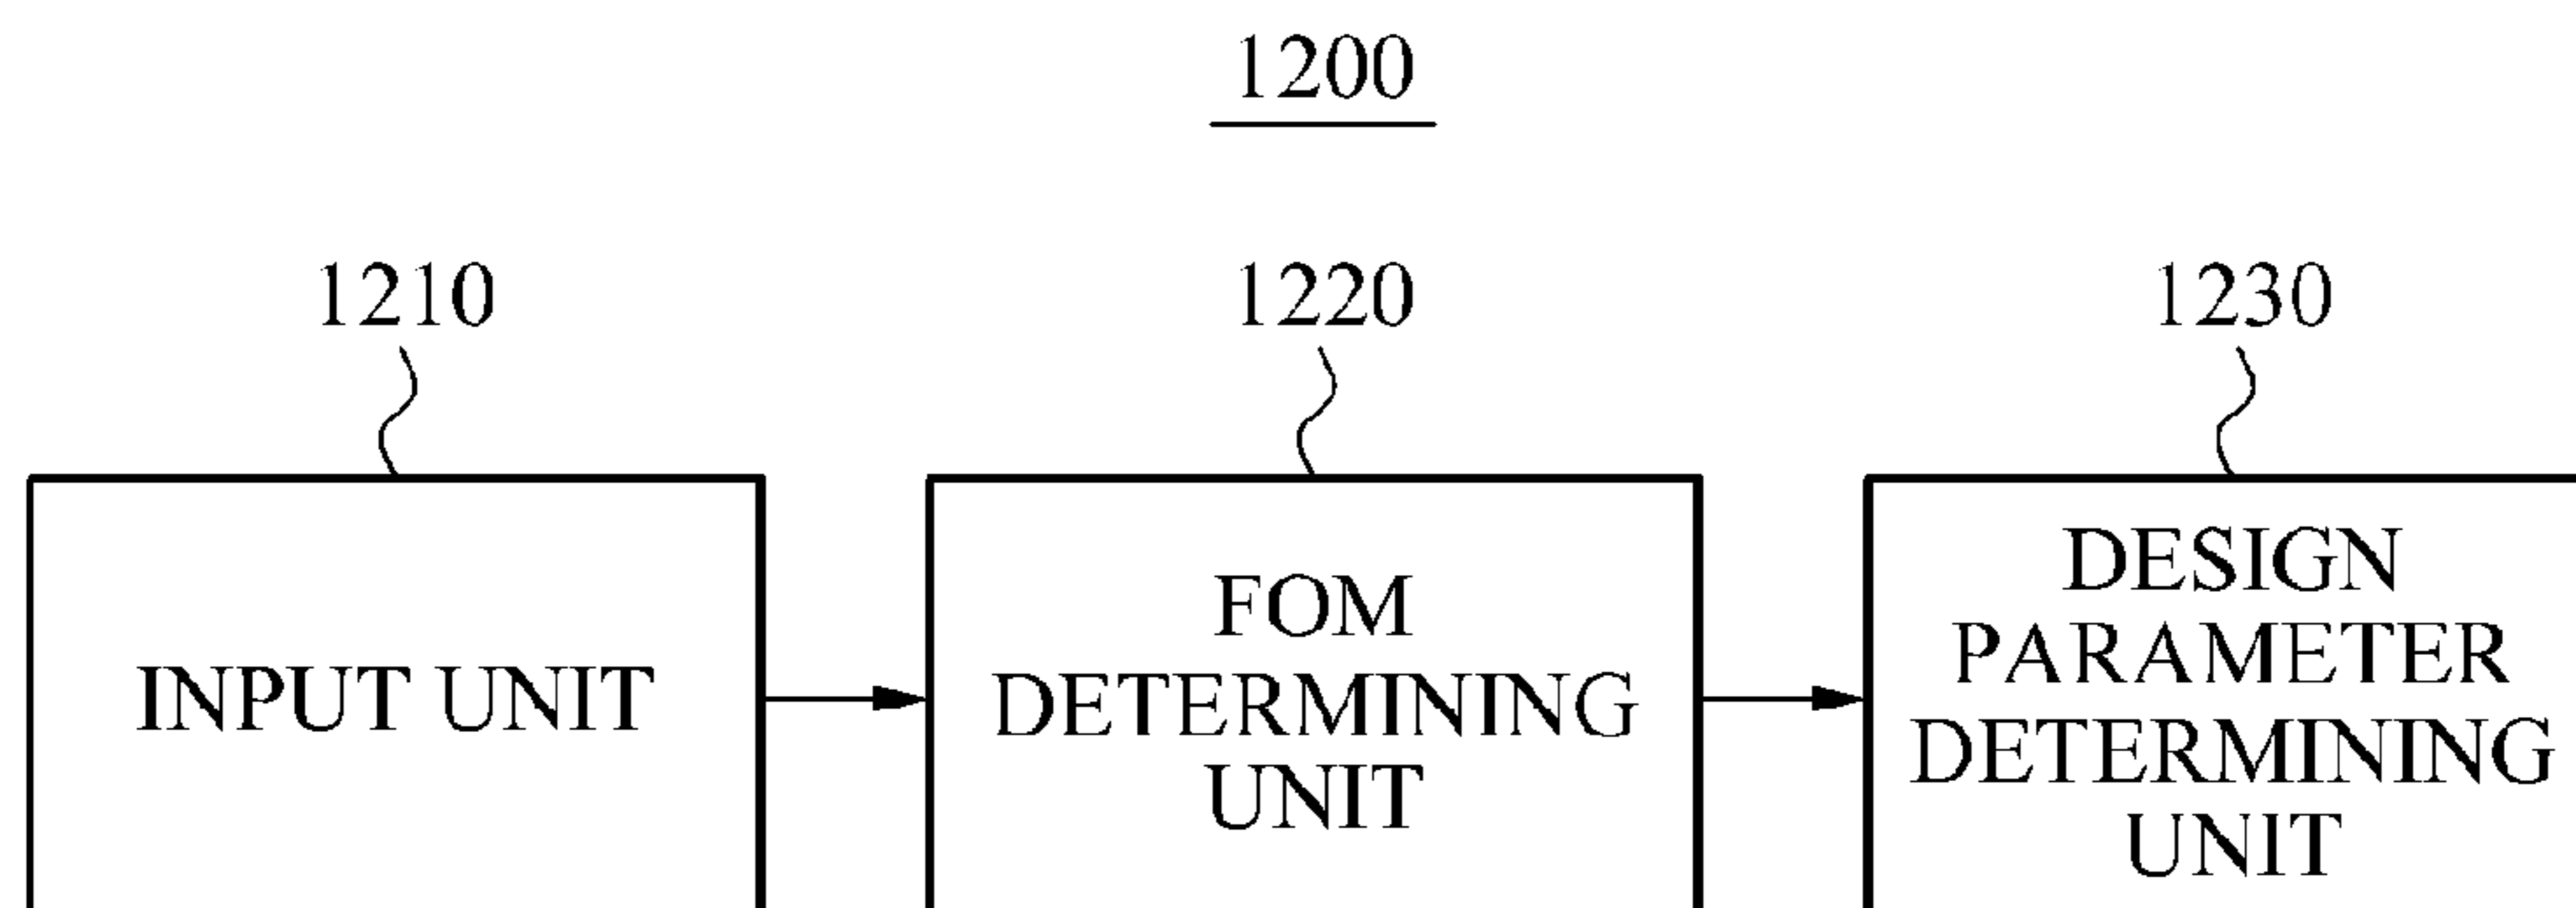 1200
1210
1220
1230
INPUT UNIT
FOM
DETERMINING
UNIT
DESIGN
PARAMETER
DETERMINING
UNIT